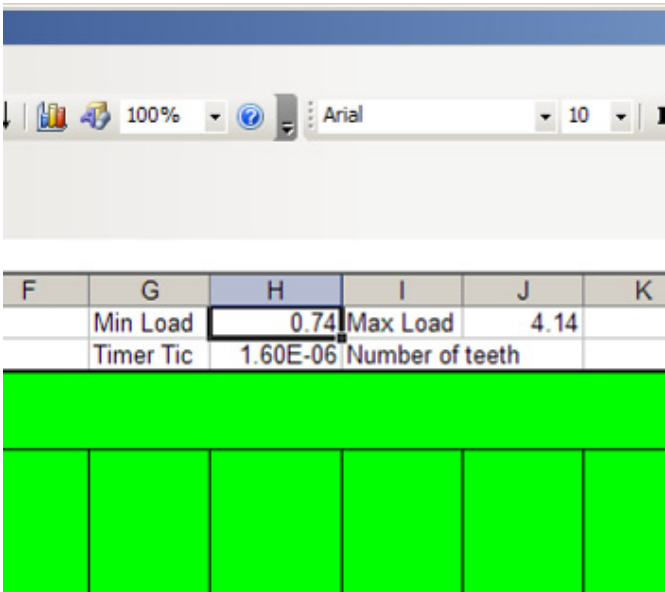 100% Arial 10
F G H I J K
Min Load 0.74 Max Load 4.14
Timer Tic 1.60E-06 Number of teeth